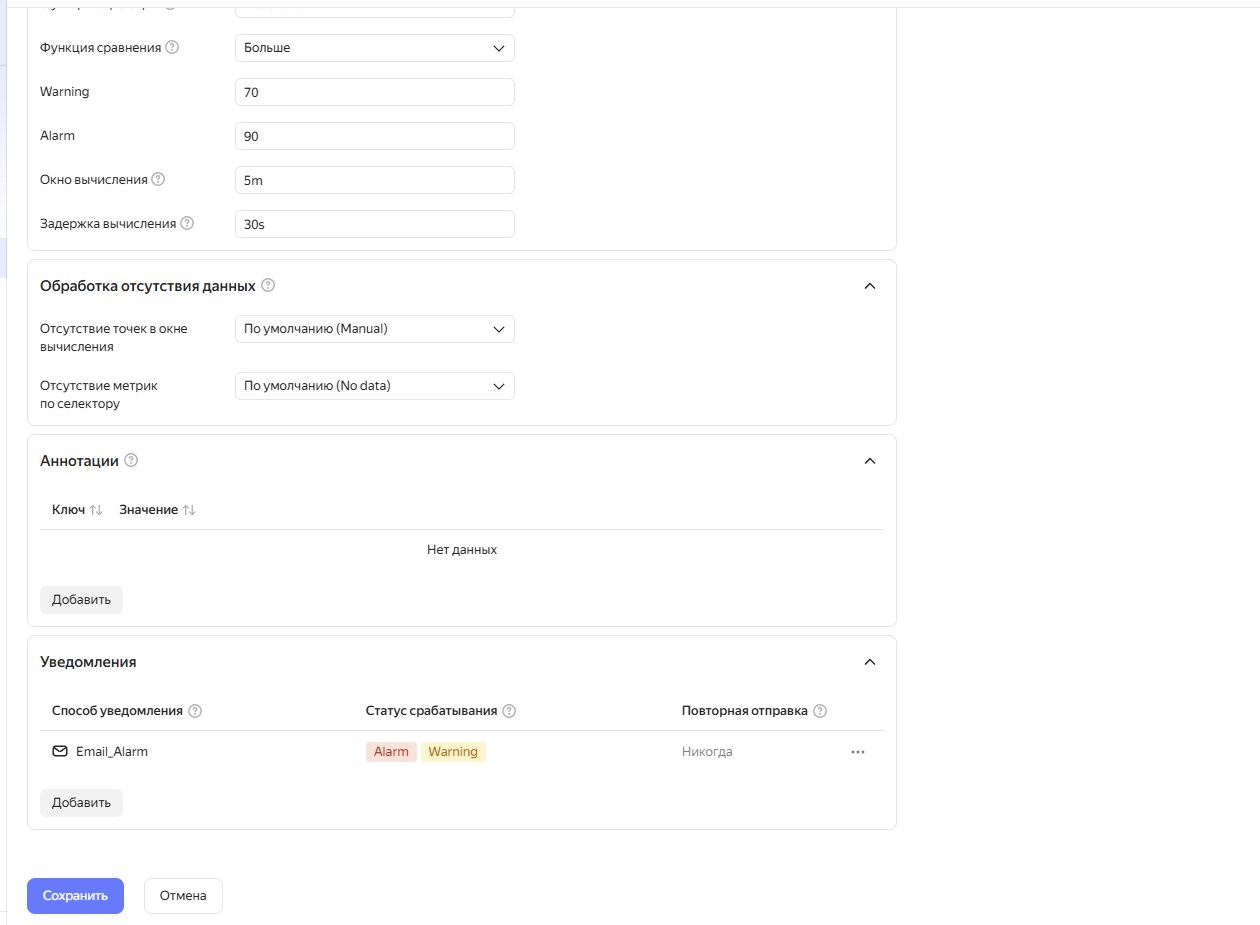 Функция сравнения
Больше
Warning
70
Alarm
90
Окно вычисления
5m
Задержка вычисления
30s
Обработка отсутствия данных
Отсутствие точек в окне
вычисления
По умолчанию (Manual)
Отсутствие метрик
по селектору
По умолчанию (No data)
Аннотации
Ключ Значение
Нет данных
Добавить
Уведомления
Способ уведомления Статус срабатывания Повторная отправка
Email_Alarm Alarm Warning Никогда
Добавить
Сохранить Отмена